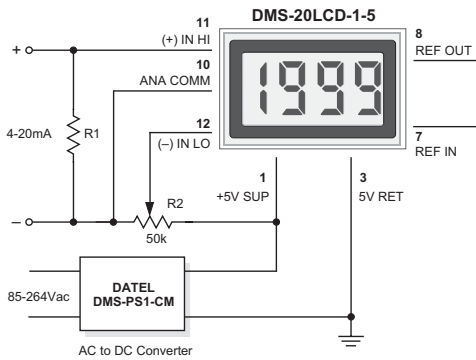 DMS-20LCD-1-5
11
(+) IN HI
10
ANA COMM
12
(–) IN LO
8
REF OUT
7
REF IN
1999
+
4-20mA
R1
–
R2
50k
1
+5V SUP
3
5V RET
85-264Vac
DATEL
DMS-PS1-CM
AC to DC Converter